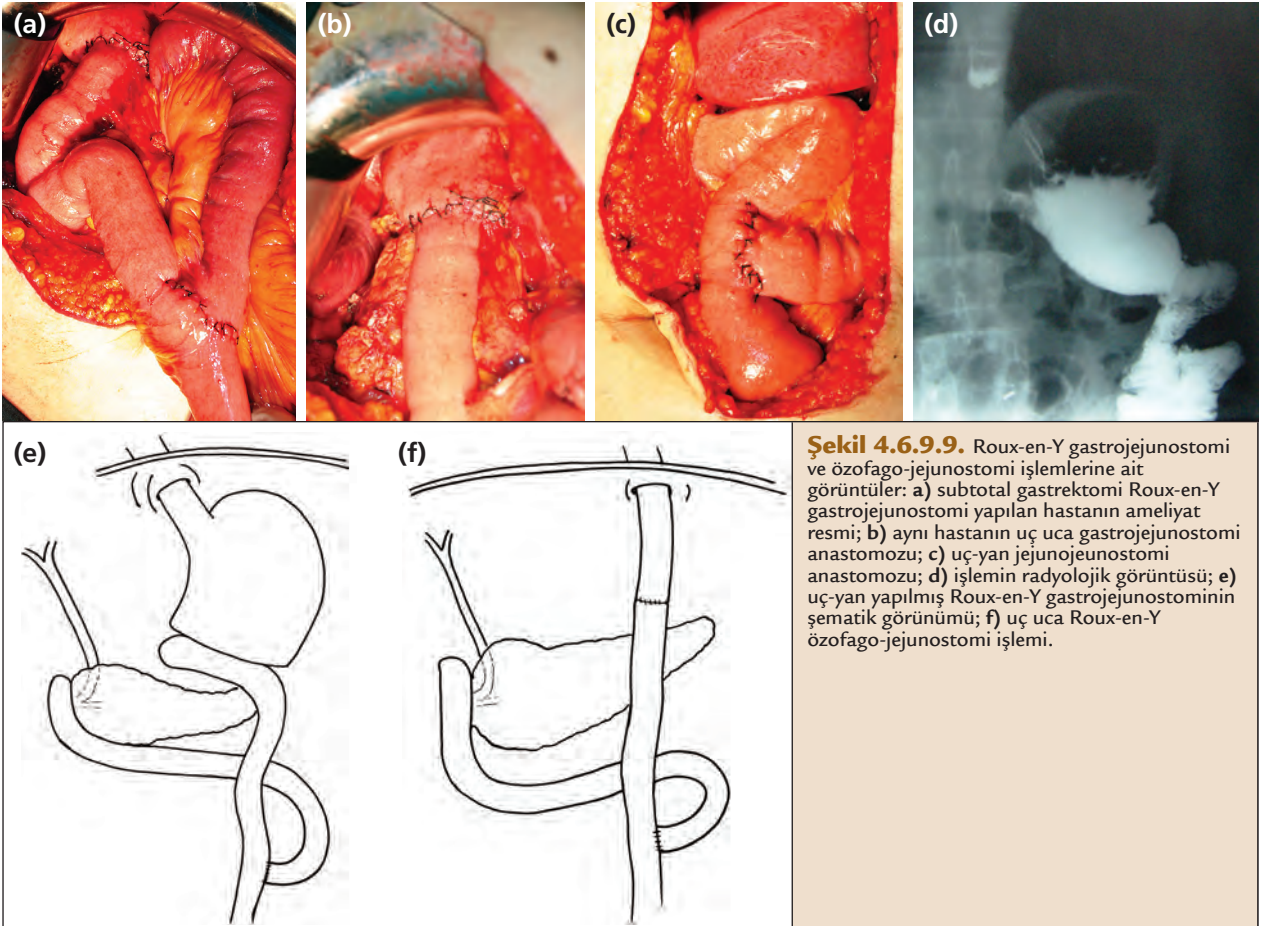 (a)
(b)
(c)
(d)
(e)
(f)
Şekil 4.6.9.9. Roux-en-Y gastrojejunostomi
ve özofago-jejunostomi işlemlerine ait
görüntüler: a) subtotal gastrektomi Roux-en-Y
gastrojejunostomi yapılan hastanın ameliyat
resmi; b) aynı hastanın uç uca gastrojejunostomi
anastomozu; c) uç-yan jejunojeunostomi
anastomozu; d) işlemin radyolojik görüntüsü; e)
uç-yan yapılmış Roux-en-Y gastrojejunostominin
şematik görünümü; f) uç uca Roux-en-Y
özofago-jejunostomi işlemi.